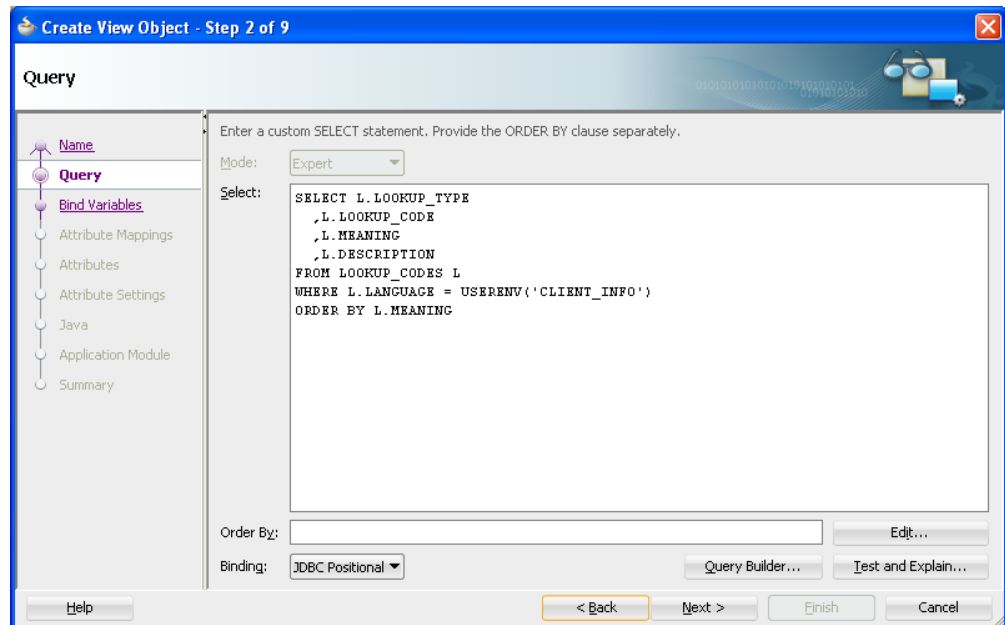 Create View Object - Step 2 of 9
Query
Name
Query
Bind Variables
Attribute Mappings
Attributes
Attribute Settings
Java
Application Module
Summary
Enter a custom SELECT statement. Provide the ORDER BY clause separately.
Mode: Expert
Select:
SELECT L.LOOKUP_TYPE
,L.LOOKUP_CODE
,L.MEANING
,L.DESCRIPTION
FROM LOOKUP_CODES L
WHERE L.LANGUAGE = USERENV('CLIENT_INFO')
ORDER BY L.MEANING
Order By: Edit...
Binding: JDBC Positional Query Builder... Test and Explain...
Help < Back Next > Finish Cancel